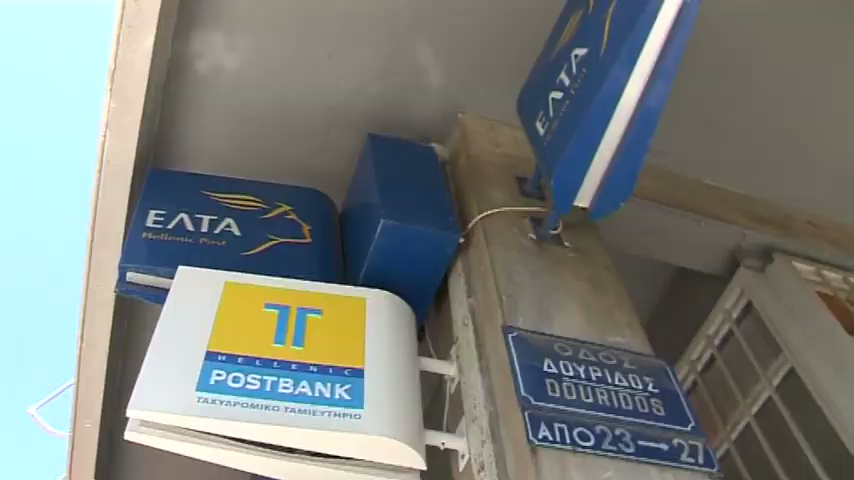 ΕΛΤΑ
Hellenic Post
ΕΛΤΑ
HELLENIC
POSTBANK
ΤΑΧΥΔΡΟΜΙΚΟ ΤΑΜΙΕΥΤΗΡΙΟ
ΟΔΟΣ
ΔΟΥΡΙΔΟΣ
DOURIDOS
ΑΠΟ 23 → 27